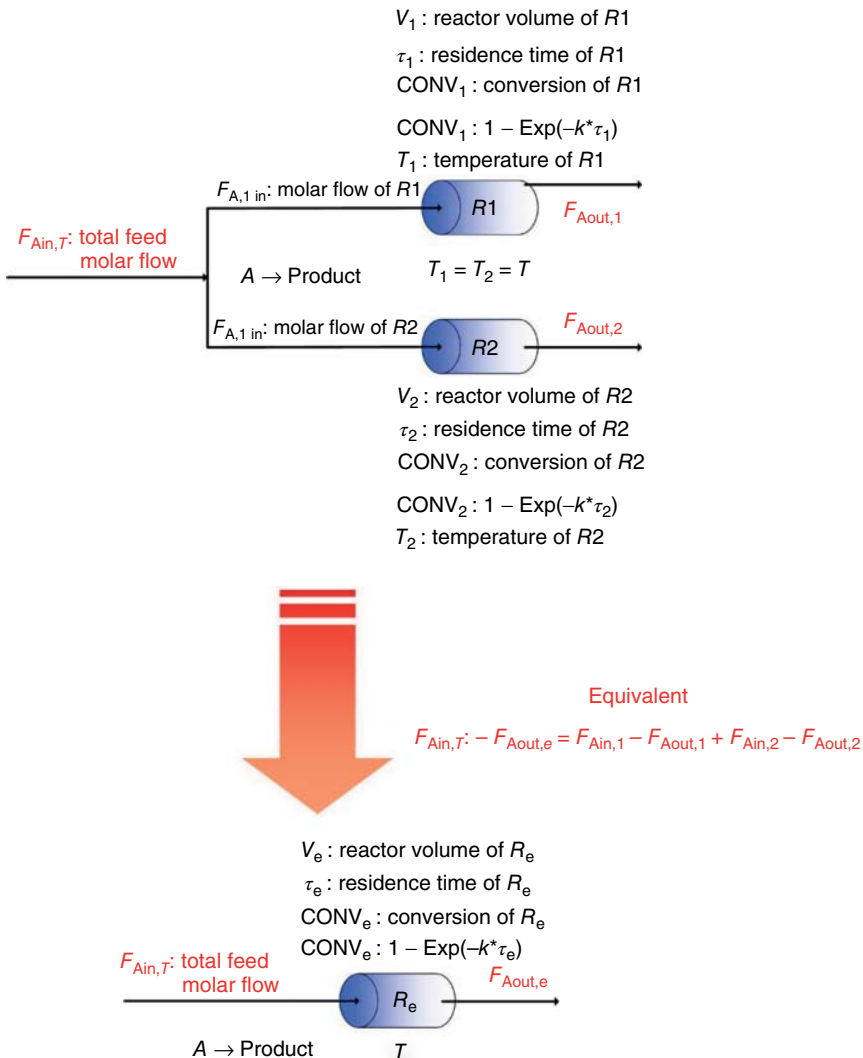 V1 : reactor volume of R1
τ1 : residence time of R1
CONV1 : conversion of R1
CONV1 : 1 − Exp(−k*τ1)
T1 : temperature of R1
FA,1 in: molar flow of R1
R1
FAout,1
FAin,T: total feed
molar flow
A → Product
T1 = T2 = T
FA,1 in: molar flow of R2
R2
FAout,2
V2 : reactor volume of R2
τ2 : residence time of R2
CONV2 : conversion of R2
CONV2 : 1 − Exp(−k*τ2)
T2 : temperature of R2
Equivalent
FAin,T: − FAout,e = FAin,1 − FAout,1 + FAin,2 − FAout,2
Ve : reactor volume of Re
τe : residence time of Re
CONVe : conversion of Re
CONVe : 1 − Exp(−k*τe)
FAin,T: total feed
molar flow
Re
FAout,e
A → Product
T